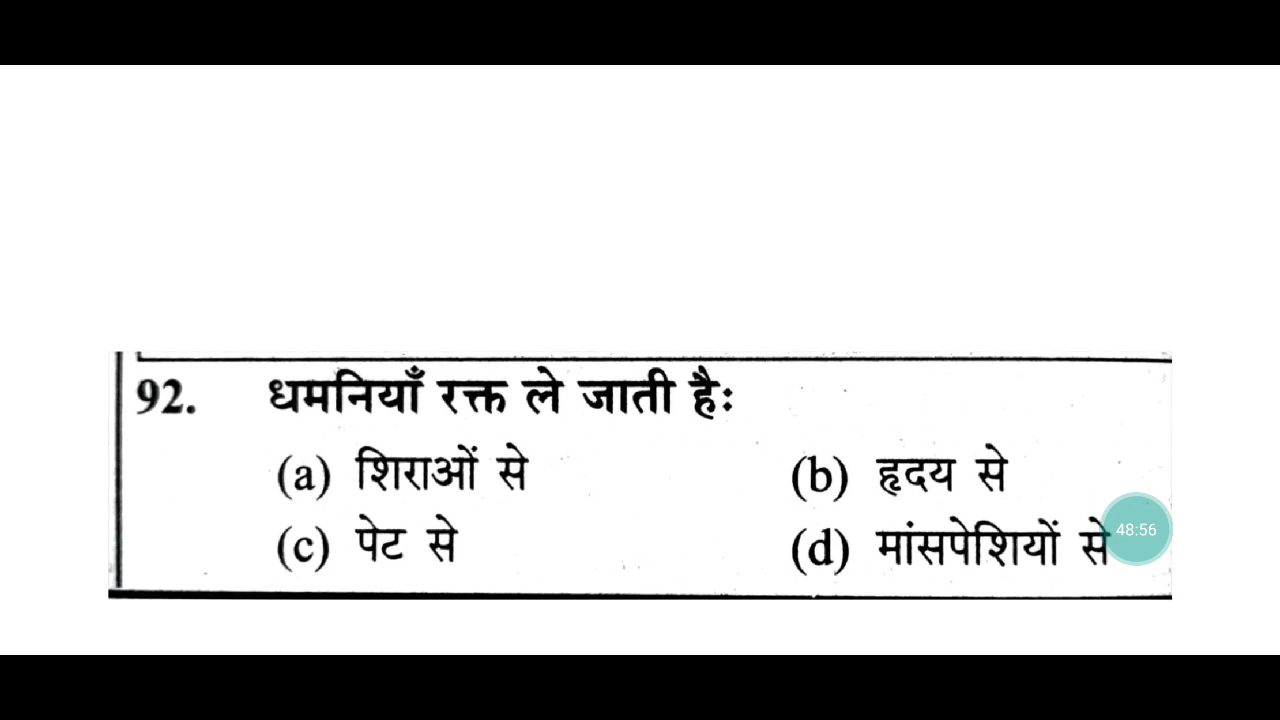 92. धमनियाँ रक्त ले जाती हैः
(a) शिराओं से (b) हृदय से
(c) पेट से (d) मांसपेशियों से
48:56